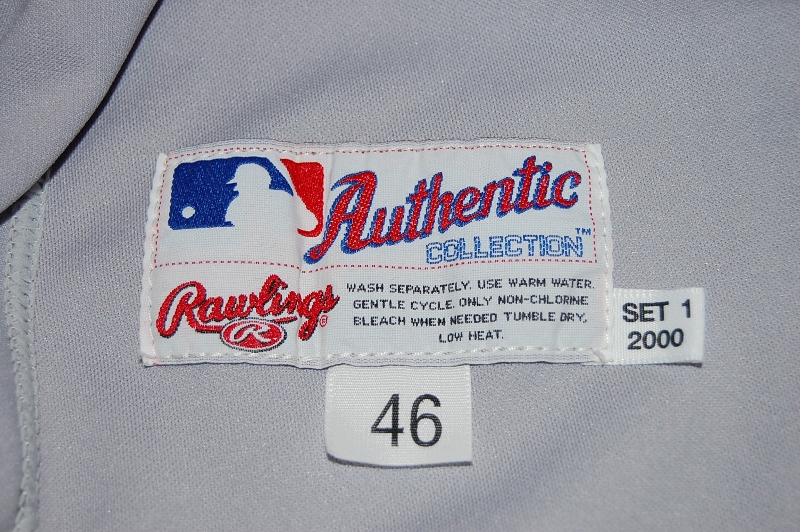 Authentic
COLLECTION™
Rawlings®
R
WASH SEPARATELY. USE WARM WATER.
GENTLE CYCLE. ONLY NON-CHLORINE
BLEACH WHEN NEEDED TUMBLE DRY,
LOW HEAT.
SET 1
2000
46